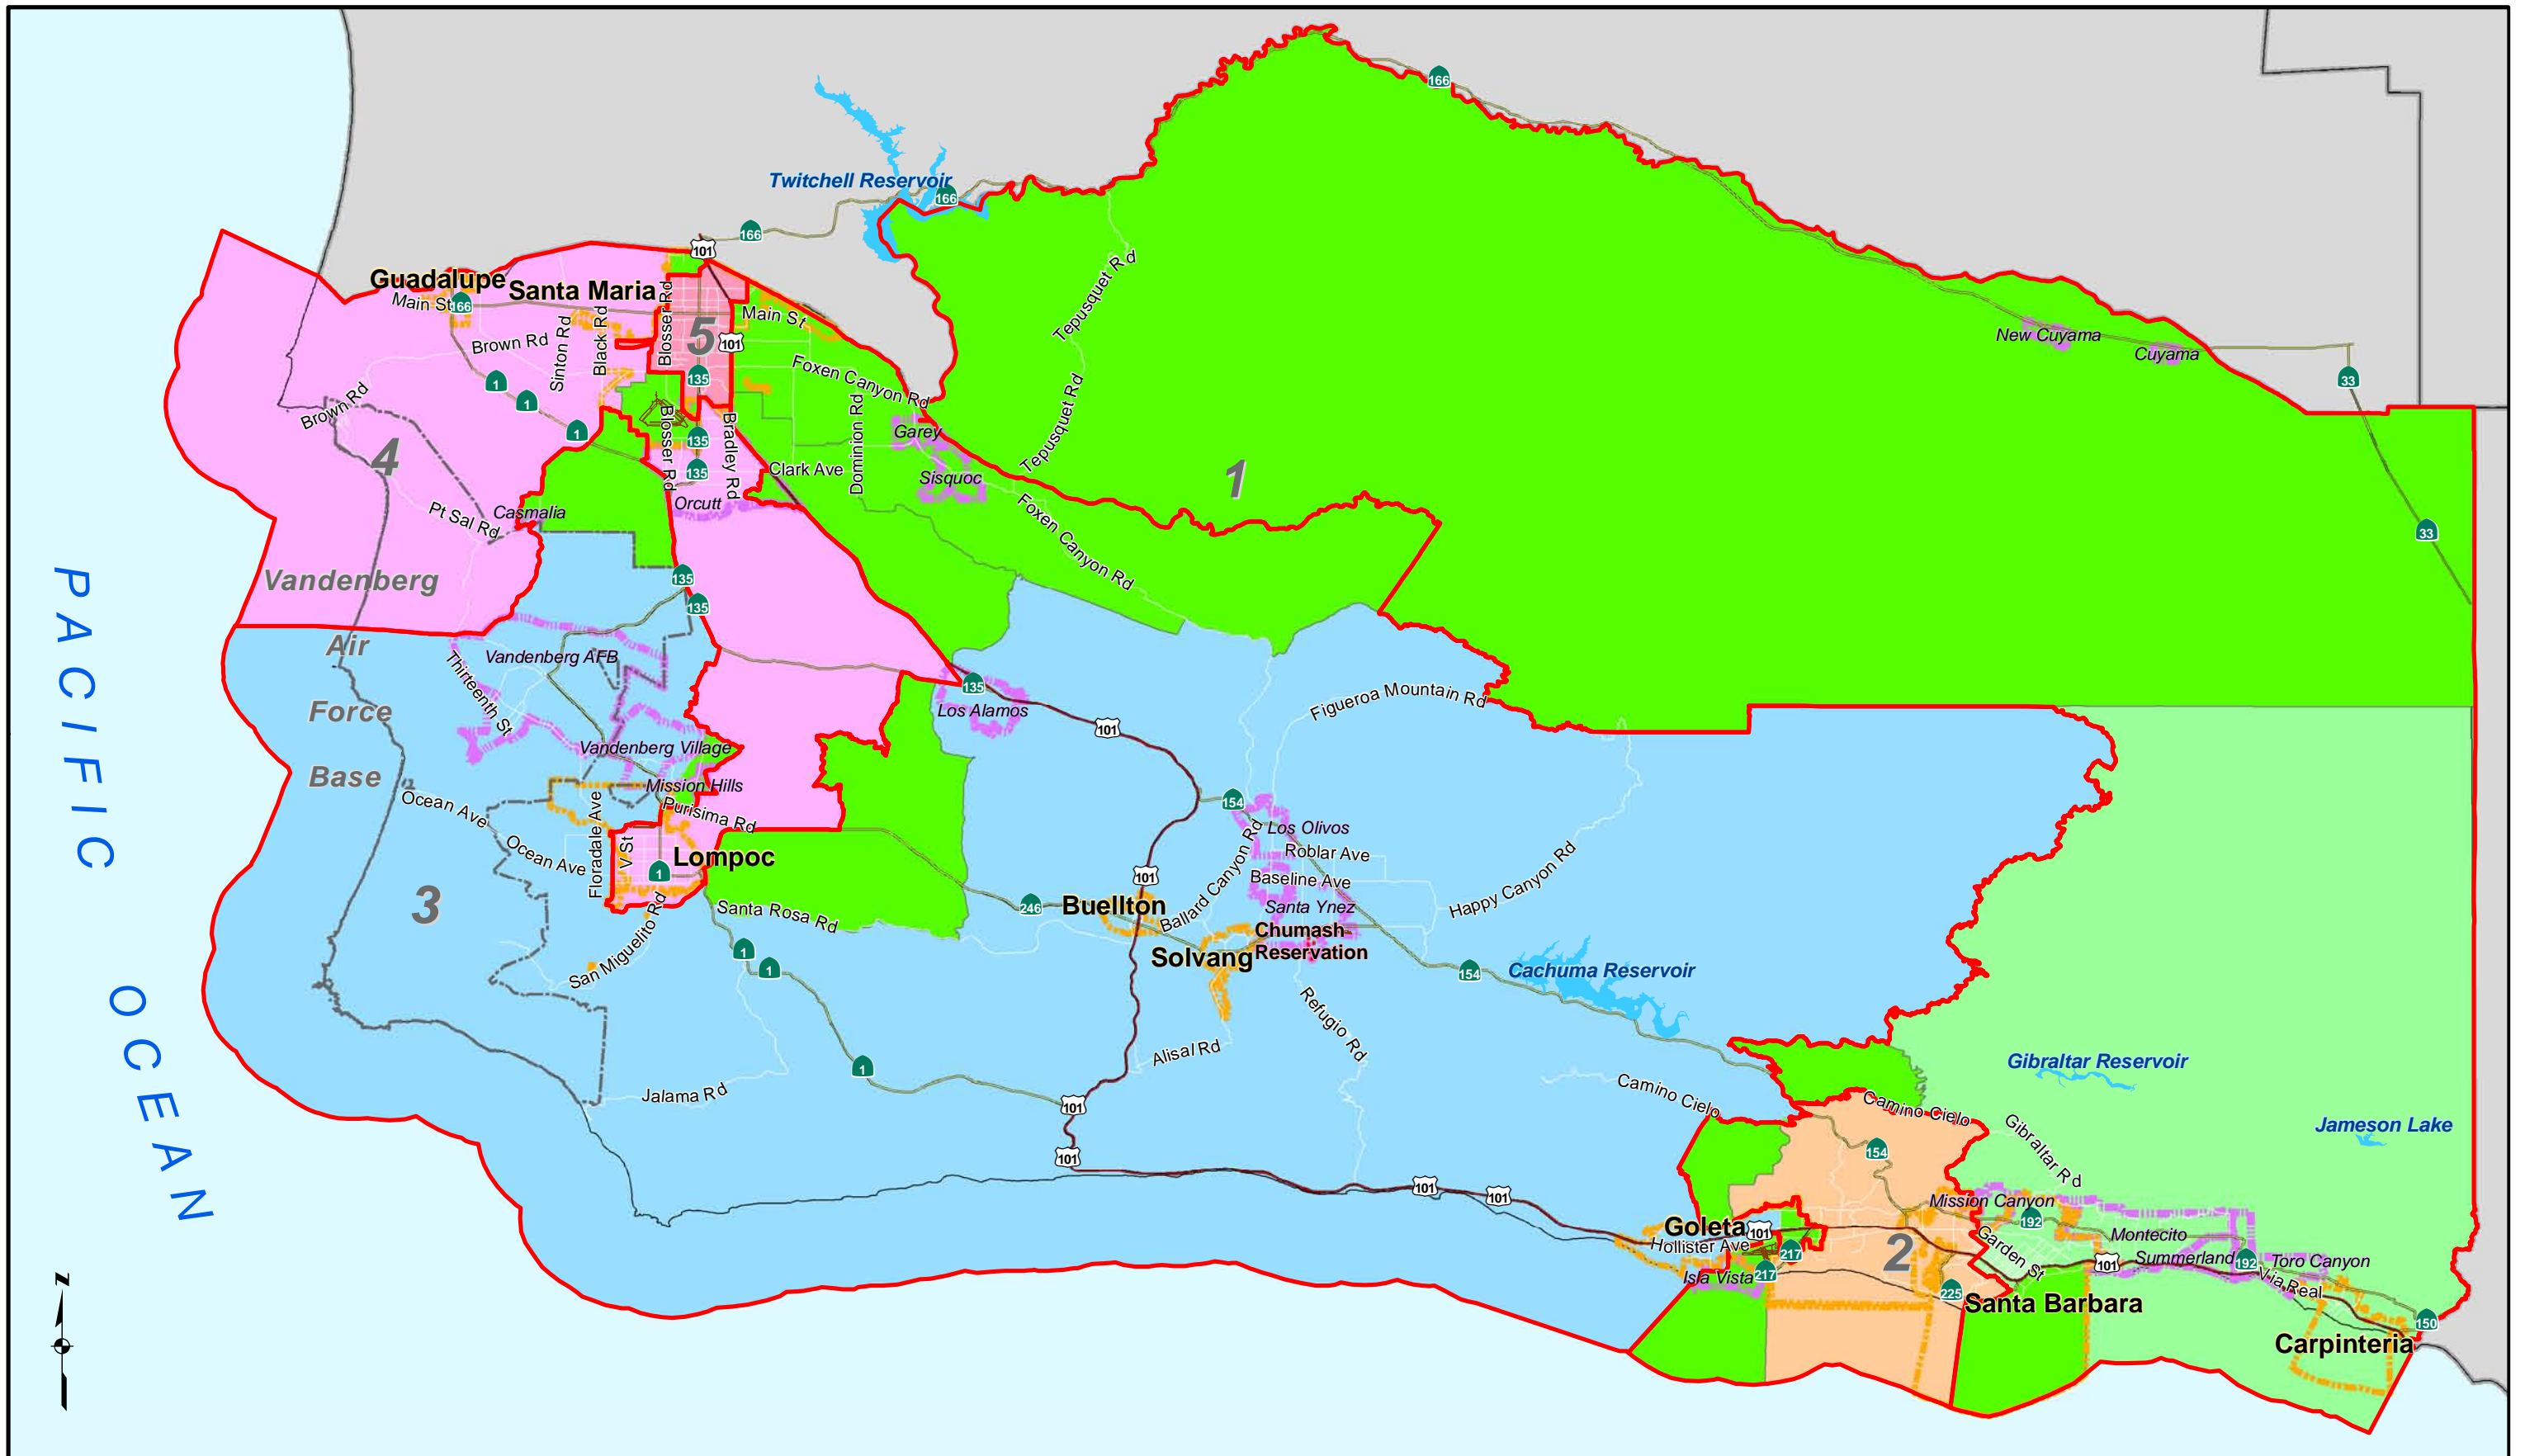 166
Twitchell Reservoir
166
166
101
Guadalupe
Santa Maria
Main St
166
Blosser Rd
5
Main St
101
Brown Rd
Sinton Rd
Black Rd
New Cuyama
Cuyama
Tepusquet Rd
Foxen Canyon Rd
135
33
1
1
Brown Rd
1
Blosser Rd
135
Bradley Rd
Dominion Rd
Garey
Tepusquet Rd
4
135
Clark Ave
Sisquoc
1
Orcutt
Casmalia
Pt Sal Rd
Foxen Canyon Rd
33
PACIFIC
OCEAN
Vandenberg
Air
Force
Base
135
135
Vandenberg AFB
Thirteenth St
135
Los Alamos
Figueroa Mountain Rd
101
Vandenberg Village
Mission Hills
Purisima Rd
Ocean Ave
Ocean Ave
Floradale Ave
V St
154
Los Olivos
Roblar Ave
Lompoc
1
101
Ballard Canyon Rd
Baseline Ave
Happy Canyon Rd
3
246
Buellton
Santa Ynez
Santa Rosa Rd
Chumash
Reservation
Solvang
San Miguelito Rd
1
1
154
Cachuma Reservoir
Refugio Rd
Alisal Rd
1
Jalama Rd
101
Camino Cielo
Camino Cielo
Gibraltar Reservoir
Gibraltar Rd
Jameson Lake
154
101
101
101
Mission Canyon
192
Goleta
101
Hollister Ave
217
2
Garden St
Montecito
101
Summerland
192
Toro Canyon
Isla Vista
217
Via Real
225
Santa Barbara
150
Carpinteria
N